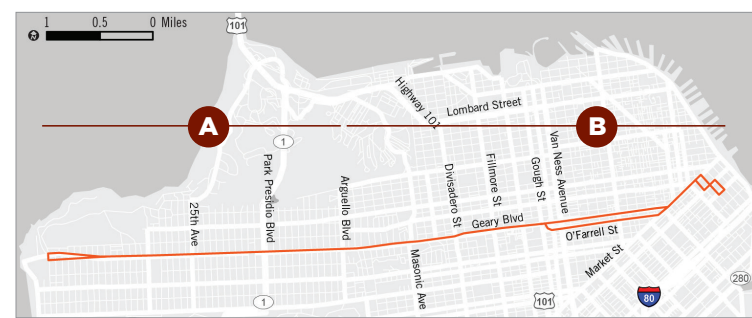 1 0.5 0 Miles
101
Highway 101
Lombard Street
A
B
1
Park Presidio Blvd
Arguello Blvd
25th Ave
Divisadero St
Fillmore St
Gough St
Van Ness Avenue
Geary Blvd
O'Farrell St
Market St
Masonic Ave
1
101
80
280